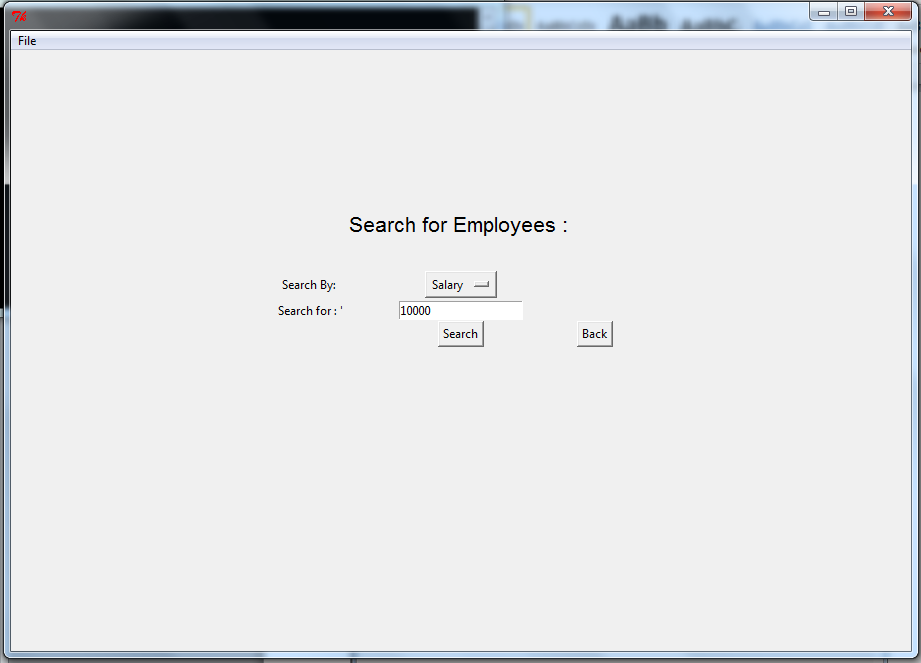 File
Search for Employees :
Search By: Salary
Search for : ' 10000
Search Back